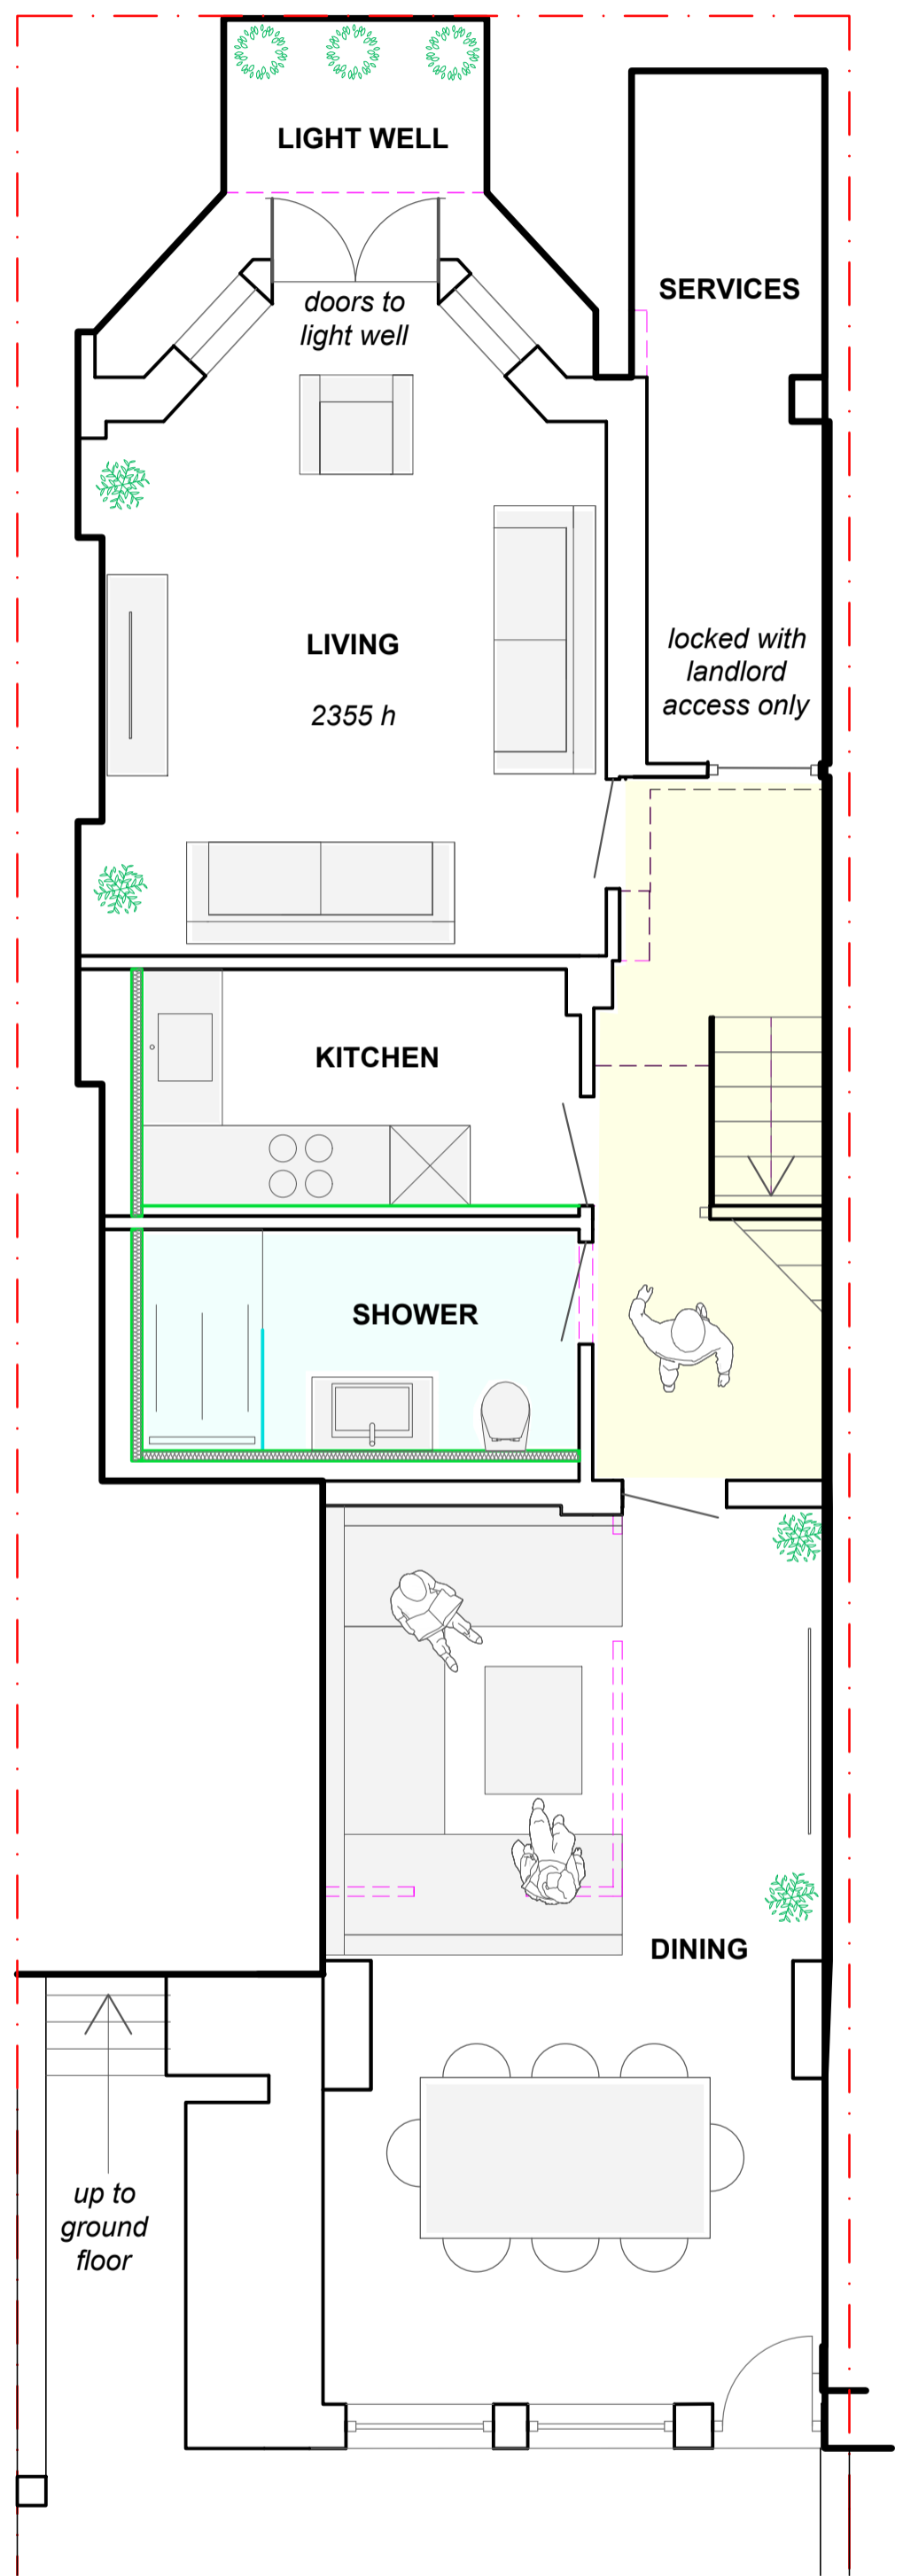 LIGHT WELL
SERVICES
doors to
light well
LIVING
2355 h
locked with
landlord
access only
KITCHEN
SHOWER
DINING
up to
ground
floor